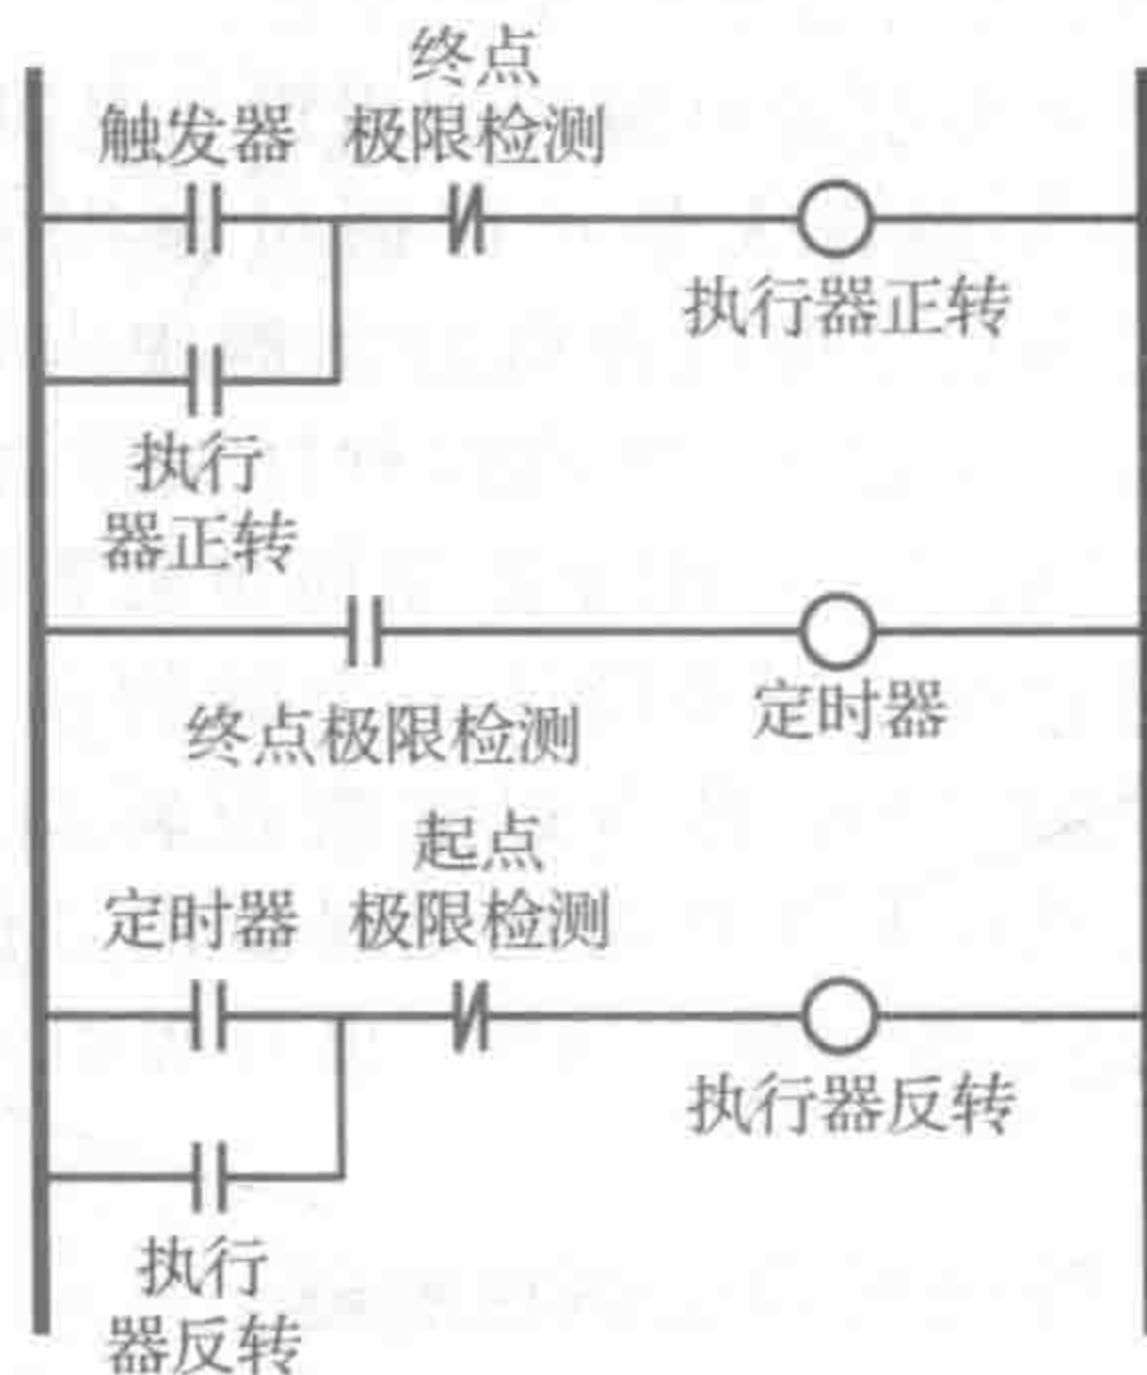 终点
触发器 极限检测
执行器正转
执行
器正转
定时器
终点极限检测
起点
定时器 极限检测
执行器反转
执行
器反转